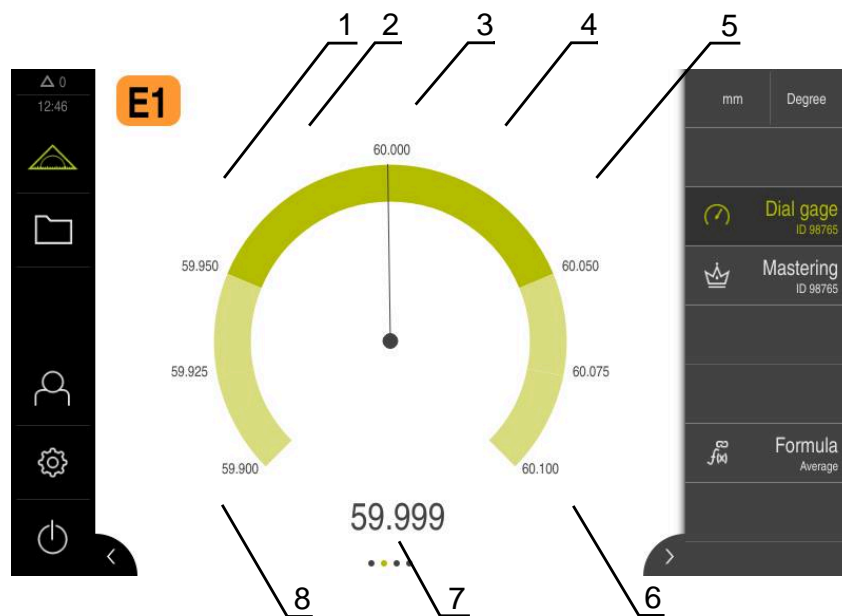 1 2 3 4 5
△ 0
12:46
E1
mm Degree
60.000
Dial gage
ID 98765
59.950 60.050
Mastering
ID 98765
59.925 60.075
59.900 60.100
Formula
Average
f(x)
59.999
8 7 6